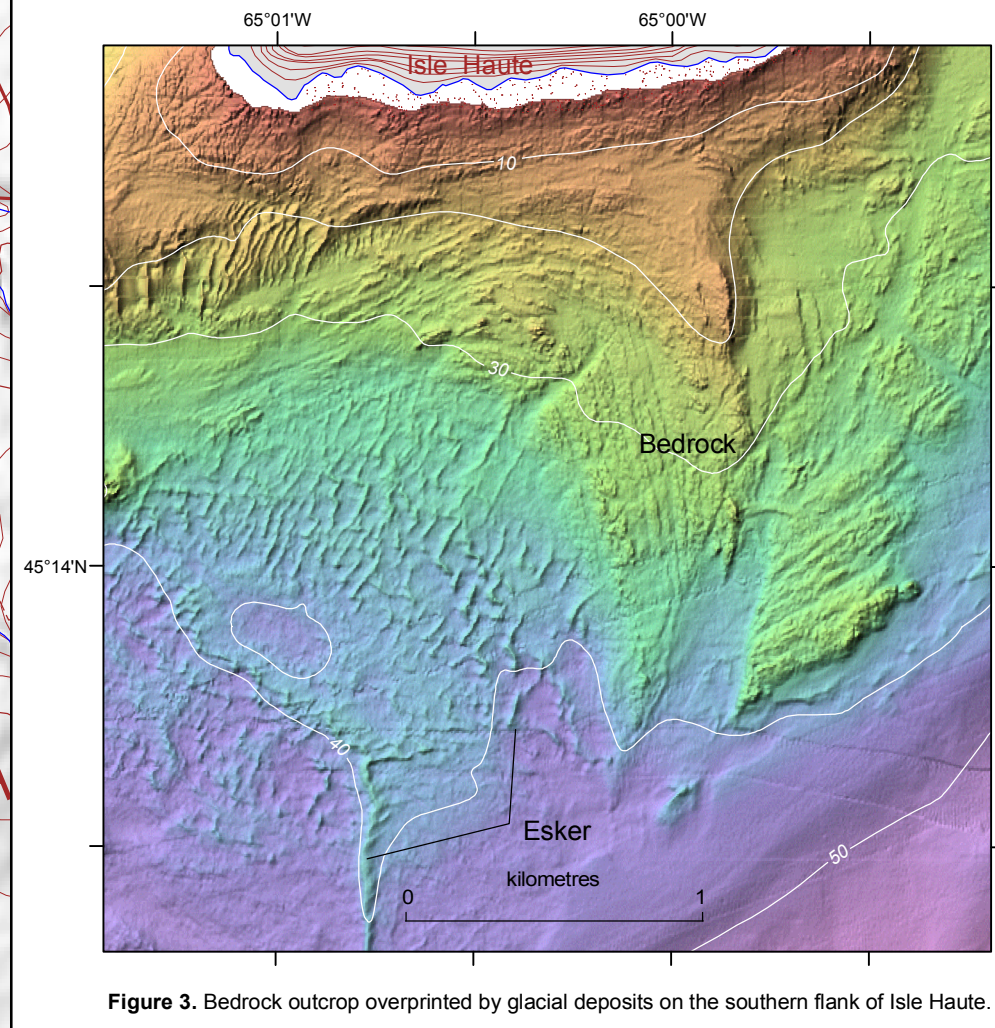 65°01'W 65°00'W
Isle Haute
10
30
Bedrock
45°14'N
40
Esker
50
kilometres
0 1
Figure 3. Bedrock outcrop overprinted by glacial deposits on the southern flank of Isle Haute.